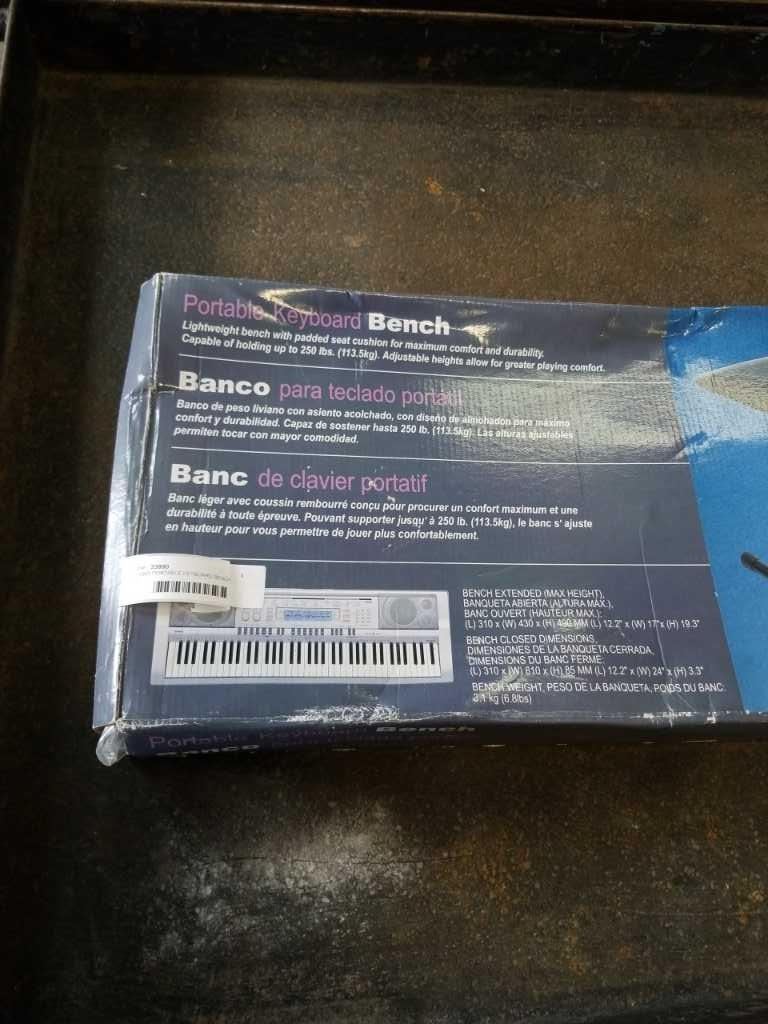 Portable Keyboard Bench
Lightweight bench with padded seat cushion for maximum comfort and durability.
Capable of holding up to 250 lbs. (113.5kg). Adjustable heights allow for greater playing comfort.
Banco para teclado portátil
Banco de peso liviano con asiento acolchado, con diseño de almohadon para máximo
confort y durabilidad. Capaz de sostener hasta 250 lb. (113.5kg). Las alturas ajustables
permiten tocar con mayor comodidad.
Banc de clavier portatif
Banc léger avec coussin rembourré conçu pour procurer un confort maximum et une
durabilité à toute épreuve. Pouvant supporter jusqu' à 250 lb. (113.5kg), le banc s' ajuste
en hauteur pour vous permettre de jouer plus confortablement.
BENCH EXTENDED (MAX HEIGHT),
BANQUETA ABIERTA (ALTURA MAX.),
BANC OUVERT (HAUTEUR MAX.):
(L) 310 x (W) 430 x (H) 490 MM (L) 12.2" x (W) 17"x (H) 19.3"
BENCH CLOSED DIMENSIONS,
DIMENSIONES DE LA BANQUETA CERRADA,
DIMENSIONS DU BANC FERMÉ:
(L) 310 x (W) 610 x (H) 85 MM (L) 12.2" x (W) 24" x (H) 3.3"
BENCH WEIGHT, PESO DE LA BANQUETA, POIDS DU BANC:
3.1 kg (6.8lbs)
Portable Keyboard Bench
Banco